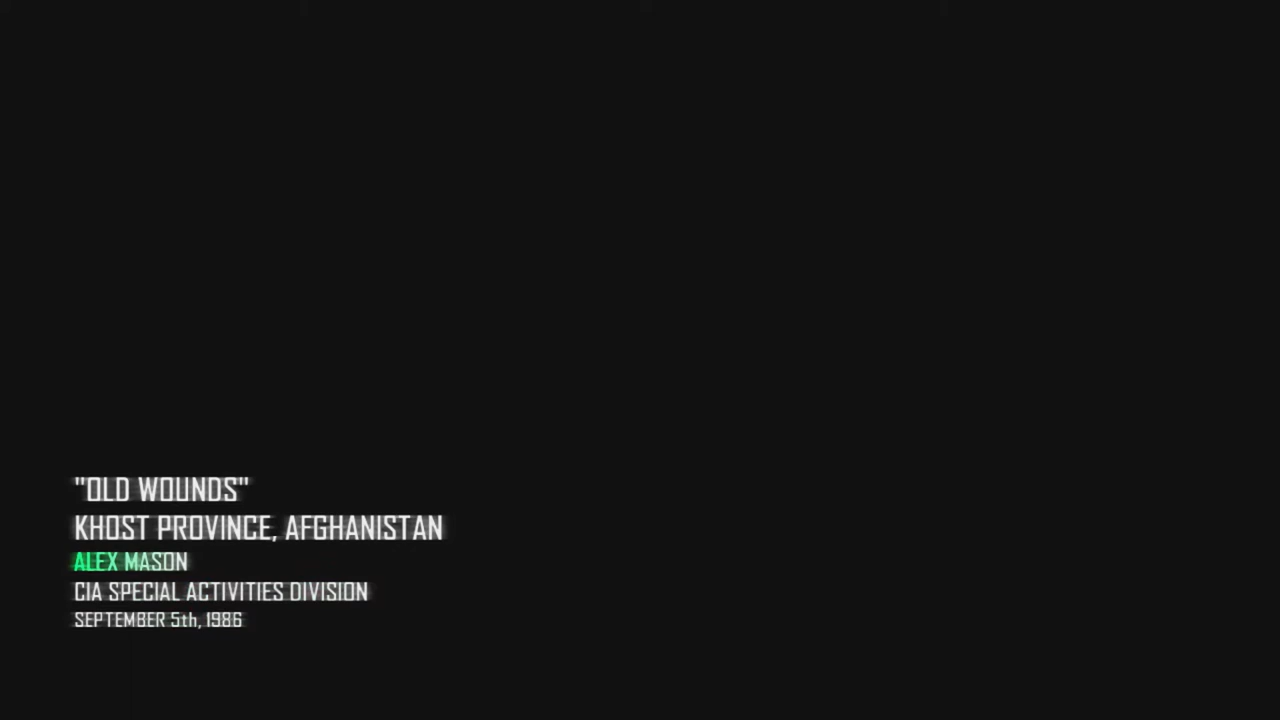 "OLD WOUNDS"
KHOST PROVINCE, AFGHANISTAN
ALEX MASON
CIA SPECIAL ACTIVITIES DIVISION
SEPTEMBER 5th, 1986